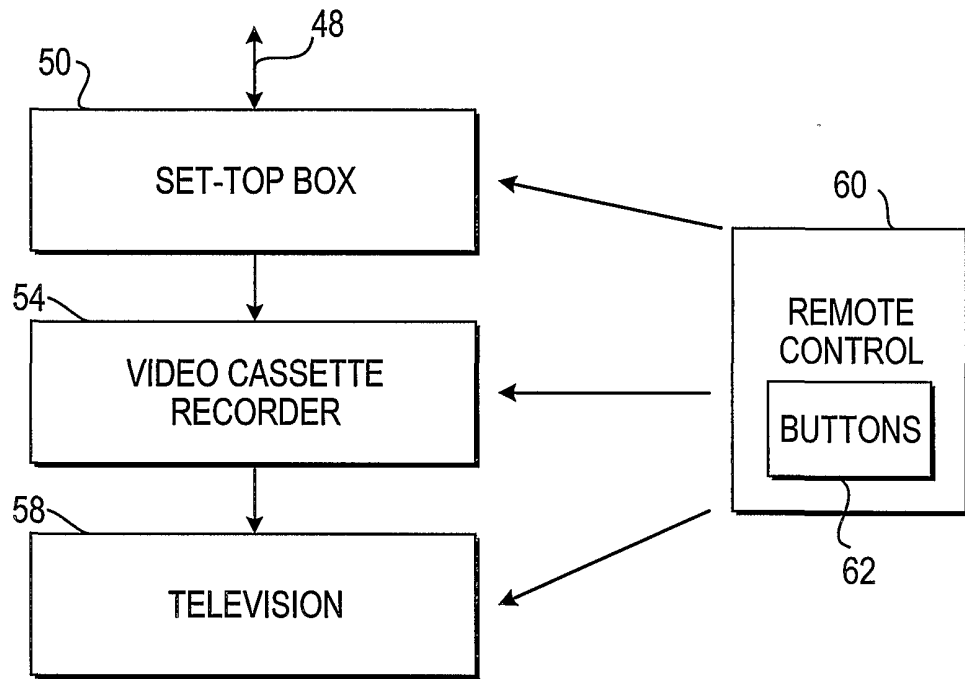 48
50
SET-TOP BOX
60
54
REMOTE
CONTROL
VIDEO CASSETTE
RECORDER
BUTTONS
58
62
TELEVISION